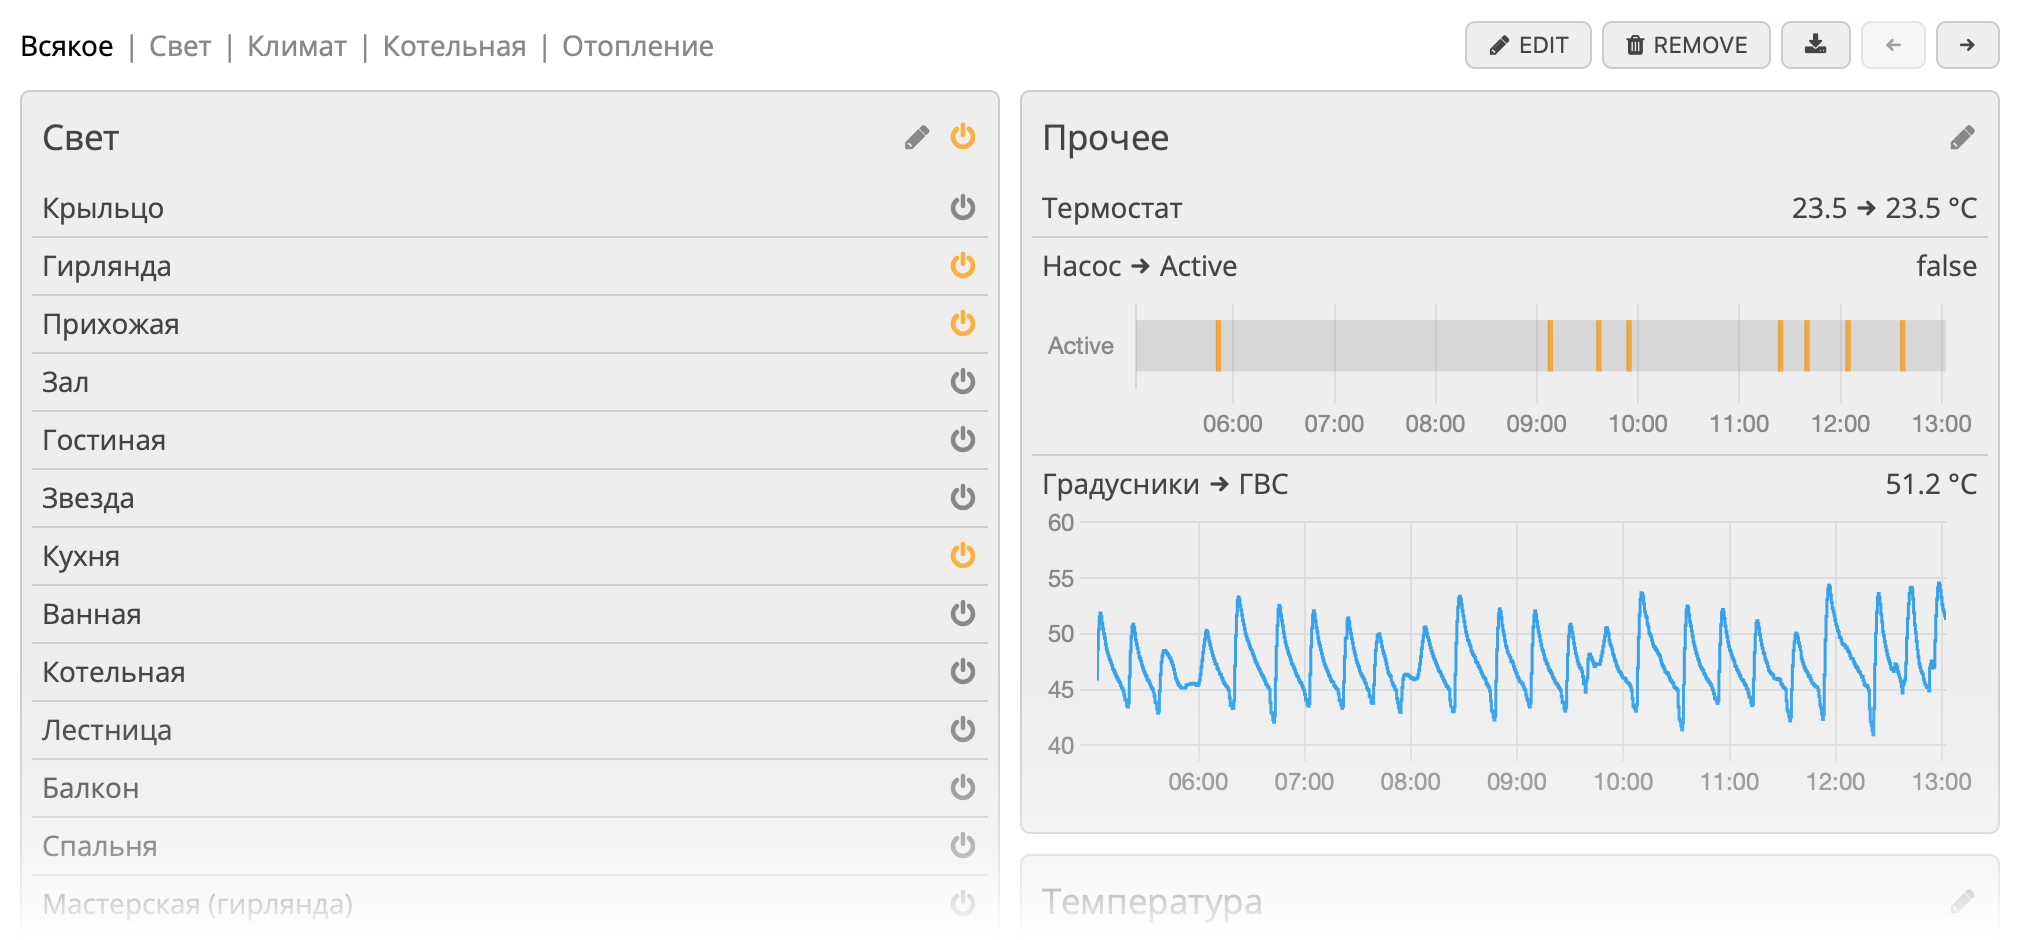 Всякое | Свет | Климат | Котельная | Отопление
EDIT
REMOVE
Свет
Крыльцо
Гирлянда
Прихожая
Зал
Гостиная
Звезда
Кухня
Ванная
Котельная
Лестница
Балкон
Спальня
Мастерская (гирлянда)
Прочее
Термостат 23.5 → 23.5 °C
Насос → Active false
Active
06:00 07:00 08:00 09:00 10:00 11:00 12:00 13:00
Градусники → ГВС 51.2 °C
60
55
50
45
40
06:00 07:00 08:00 09:00 10:00 11:00 12:00 13:00
Температура